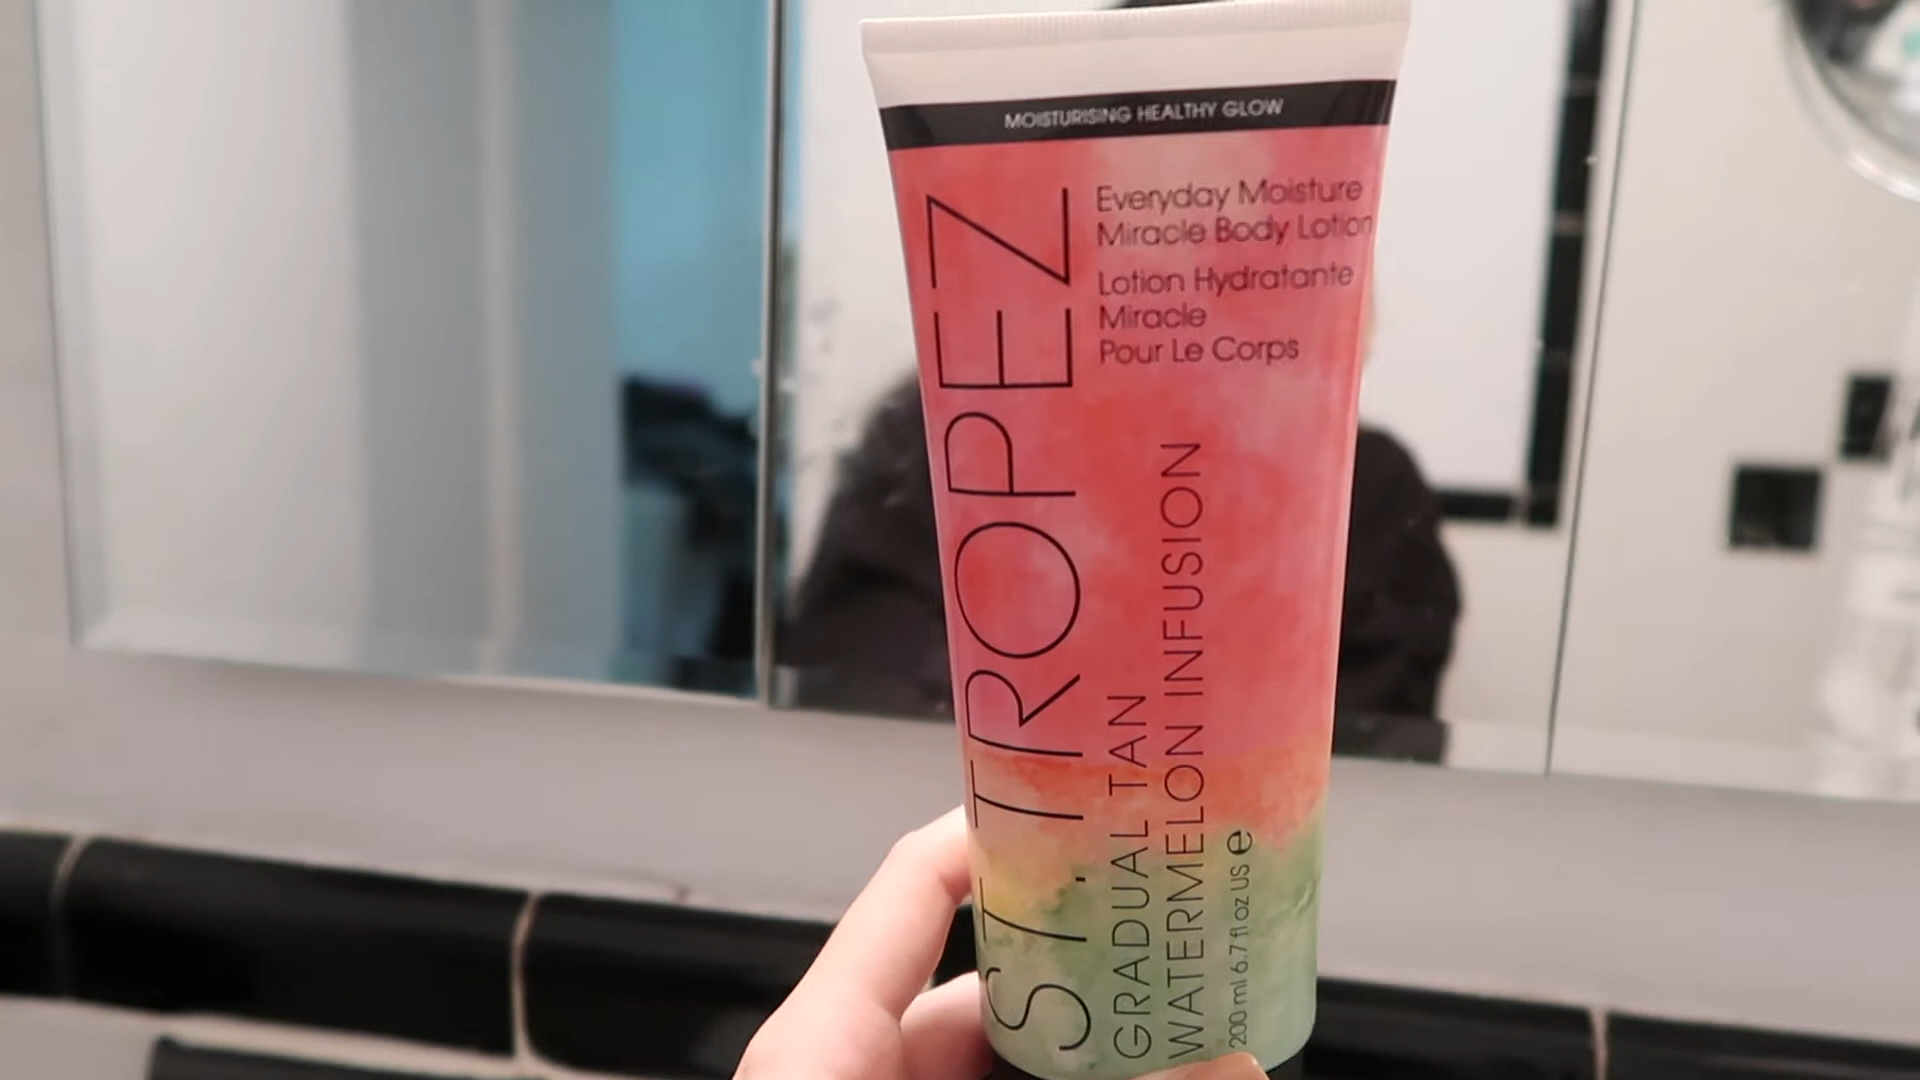 MOISTURISING HEALTHY GLOW
Everyday Moisture
Miracle Body Lotion
Lotion Hydratante
Miracle
Pour Le Corps
ST. TROPEZ
GRADUAL TAN
WATERMELON INFUSION
200 ml 6.7 fl oz US ℮